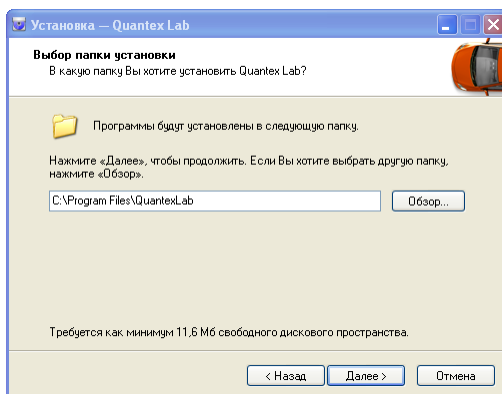 Установка — Quantex Lab
Выбор папки установки
В какую папку Вы хотите установить Quantex Lab?
Программы будут установлены в следующую папку.
Нажмите «Далее», чтобы продолжить. Если Вы хотите выбрать другую папку,
нажмите «Обзор».
C:\Program Files\QuantexLab
Обзор...
Требуется как минимум 11,6 Мб свободного дискового пространства.
< Назад
Далее >
Отмена